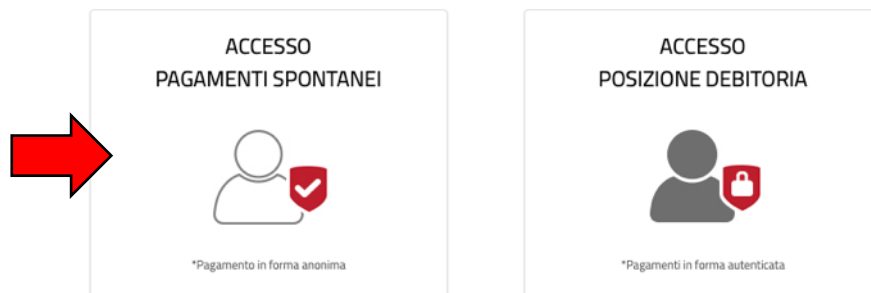 ACCESSO
PAGAMENTI SPONTANEI
*Pagamento in forma anonima
ACCESSO
POSIZIONE DEBITORIA
*Pagamenti in forma autenticata